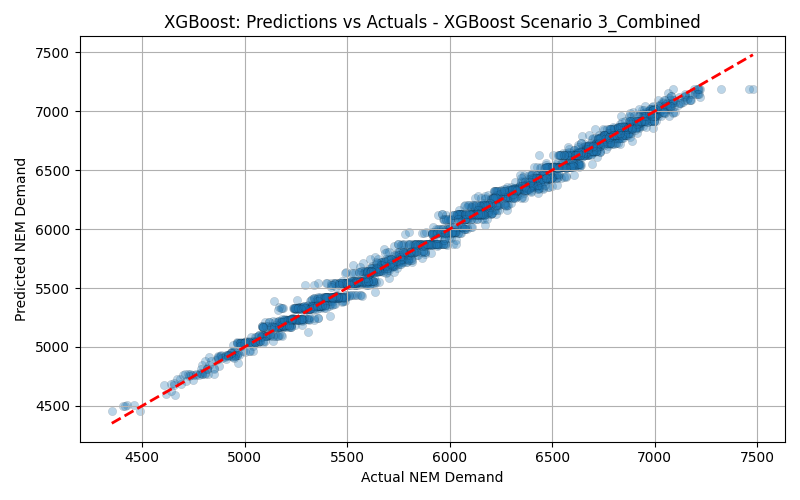 XGBoost: Predictions vs Actuals - XGBoost Scenario 3_Combined
Predicted NEM Demand
7500
7000
6500
6000
5500
5000
4500
4500 5000 5500 6000 6500 7000 7500
Actual NEM Demand